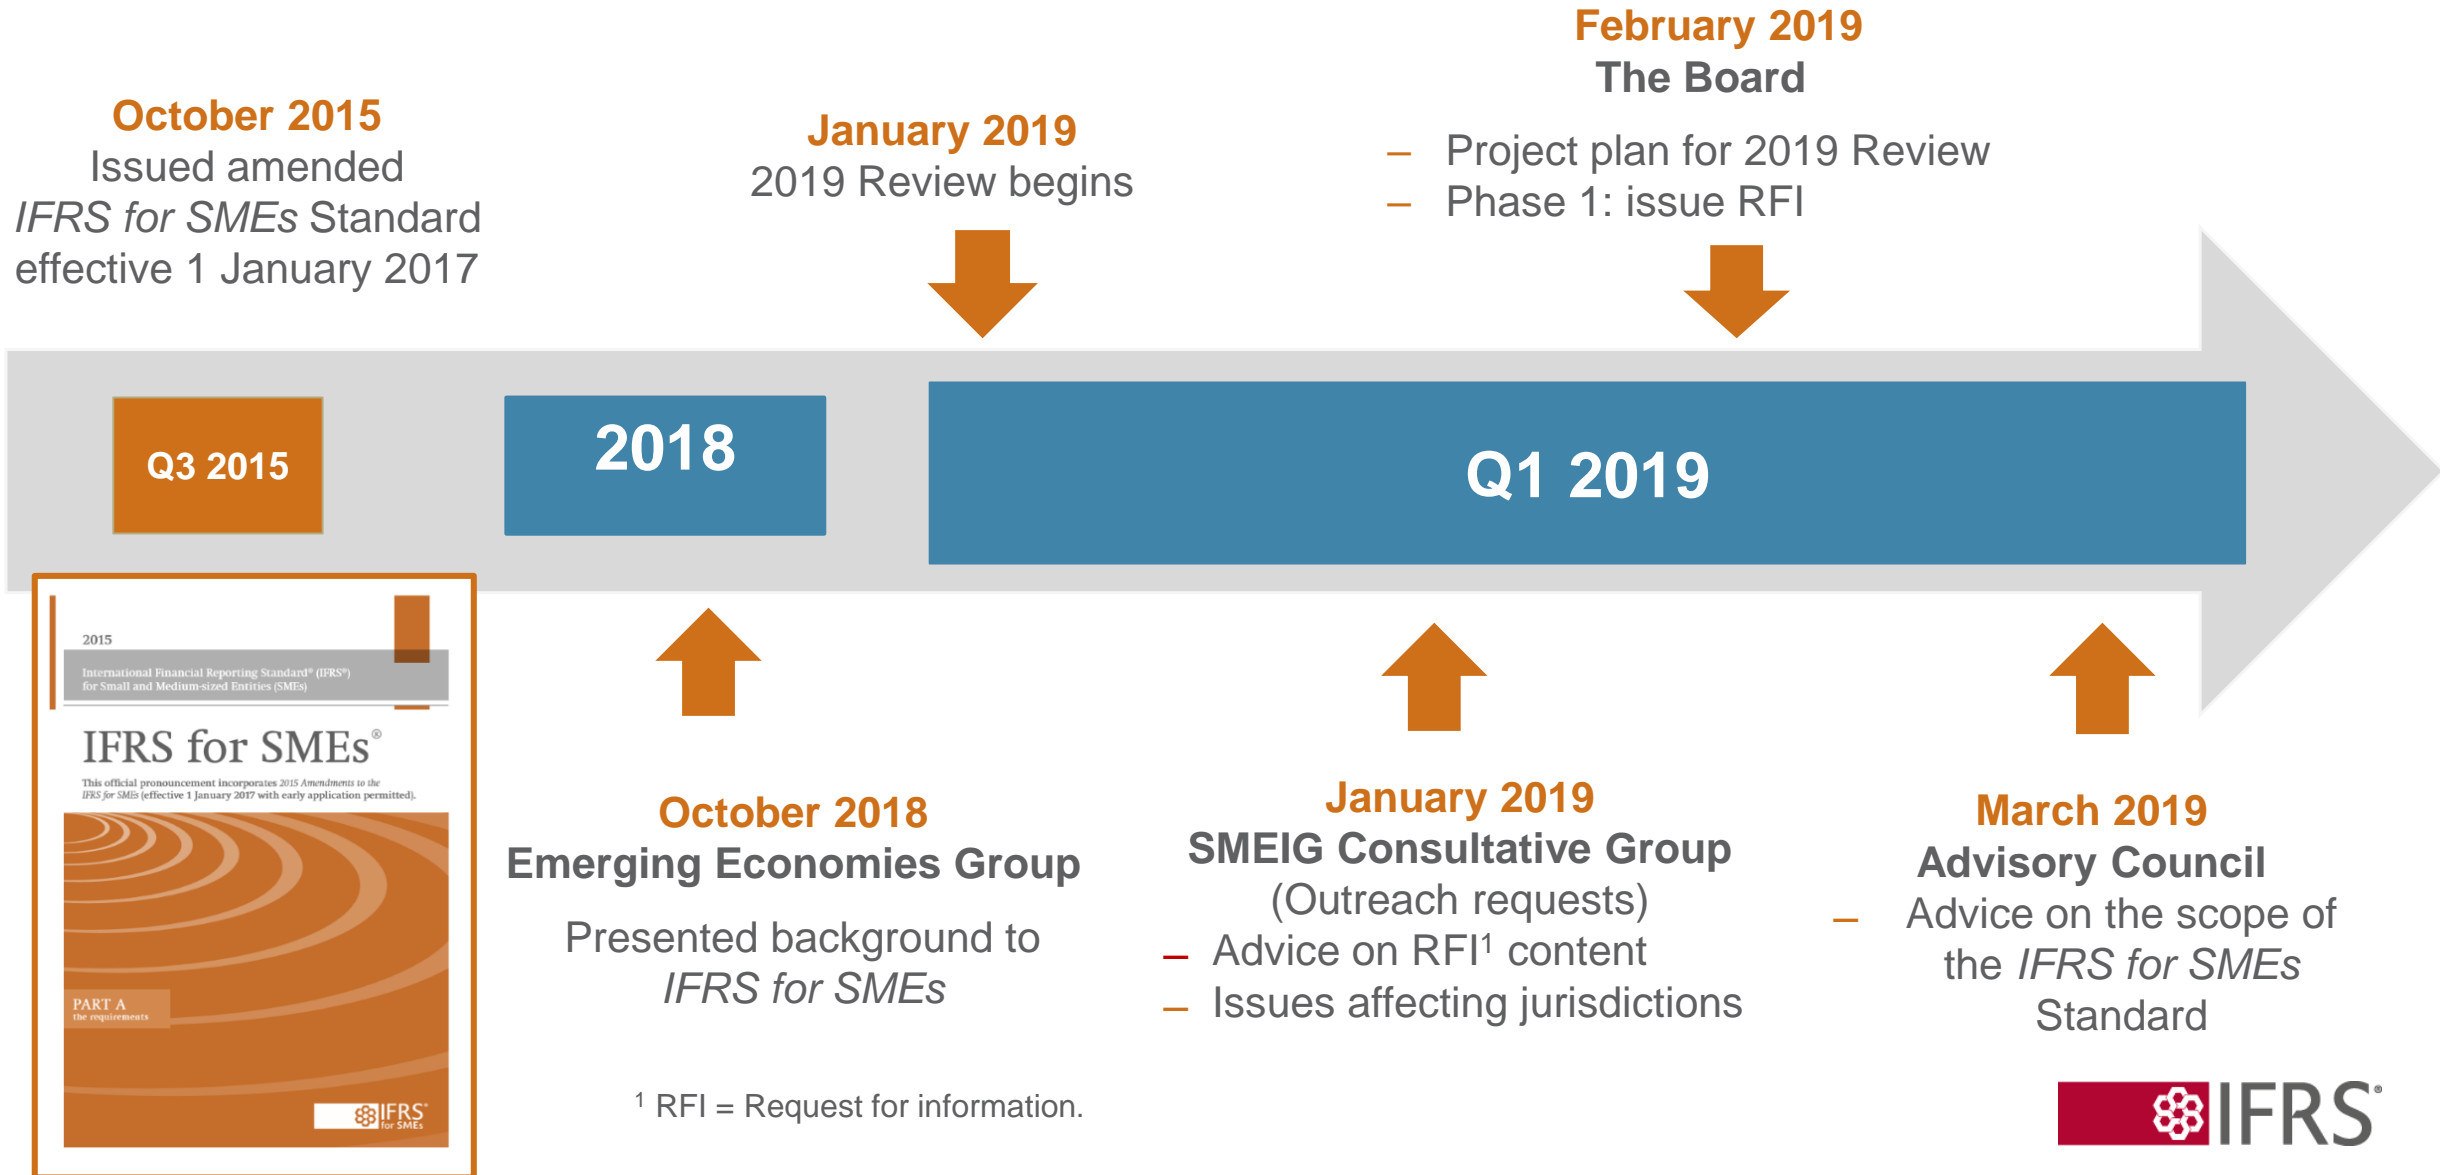 October 2015
Issued amended
IFRS for SMEs Standard
effective 1 January 2017
January 2019
2019 Review begins
February 2019
The Board
– Project plan for 2019 Review
– Phase 1: issue RFI
Q3 2015
2018
Q1 2019
2015
International Financial Reporting Standard® (IFRS®)
for Small and Medium-sized Entities (SMEs)
IFRS for SMEs®
This official pronouncement incorporates 2015 Amendments to the
IFRS for SMEs (effective 1 January 2017 with early application permitted).
PART A
the requirements
IFRS®
for SMEs
October 2018
Emerging Economies Group
Presented background to
IFRS for SMEs
January 2019
SMEIG Consultative Group
(Outreach requests)
– Advice on RFI¹ content
– Issues affecting jurisdictions
March 2019
Advisory Council
– Advice on the scope of
the IFRS for SMEs
Standard
¹ RFI = Request for information.
IFRS®